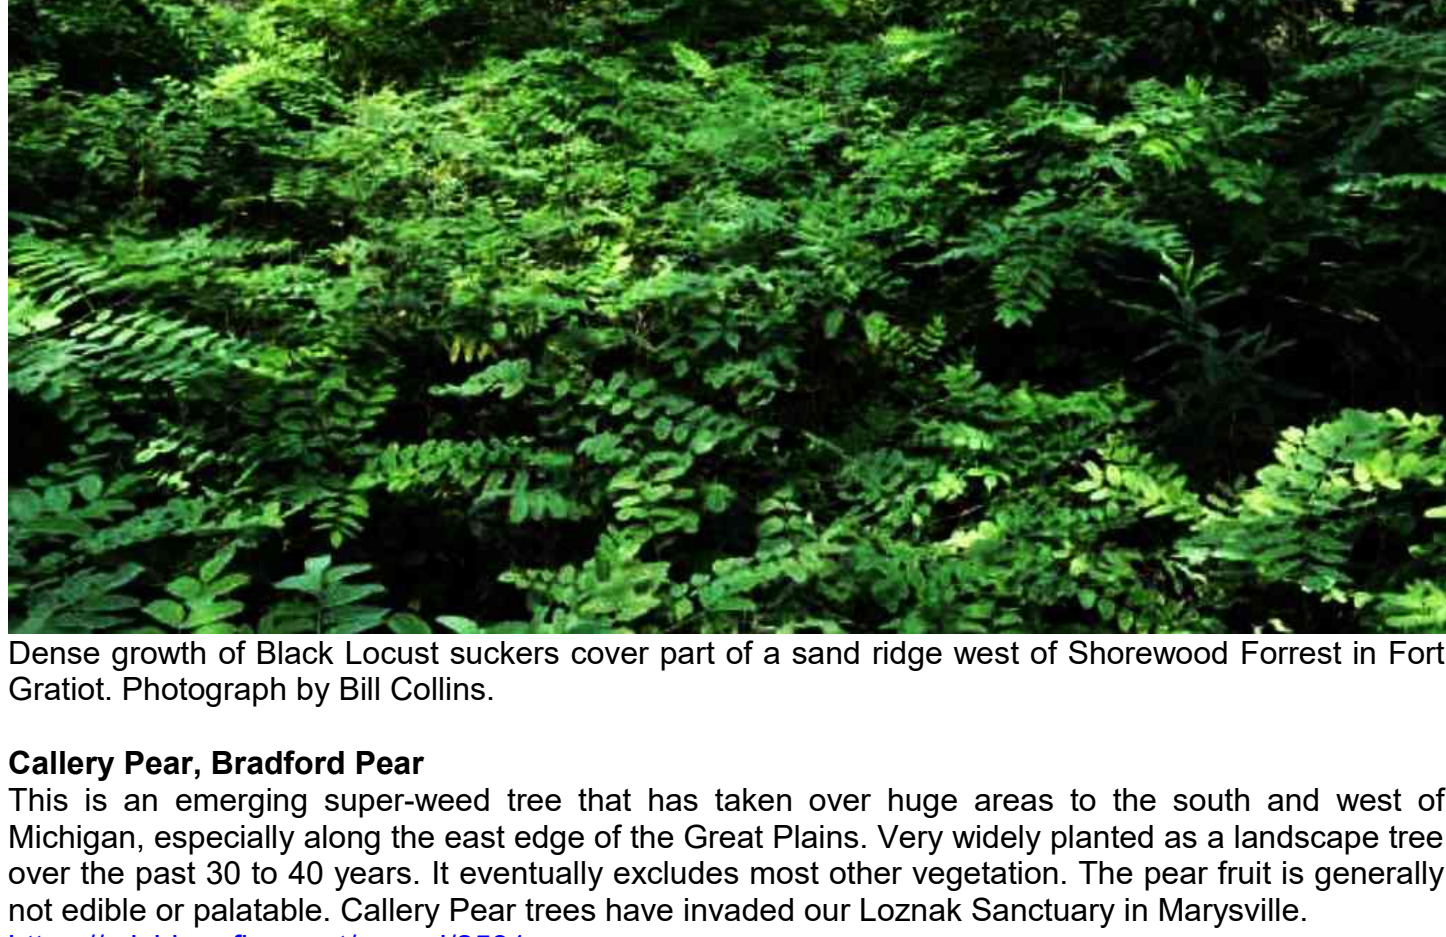 Dense growth of Black Locust suckers cover part of a sand ridge west of Shorewood Forrest in Fort
Gratiot. Photograph by Bill Collins.
Callery Pear, Bradford Pear
This is an emerging super-weed tree that has taken over huge areas to the south and west of
Michigan, especially along the east edge of the Great Plains. Very widely planted as a landscape tree
over the past 30 to 40 years. It eventually excludes most other vegetation. The pear fruit is generally
not edible or palatable. Callery Pear trees have invaded our Loznak Sanctuary in Marysville.